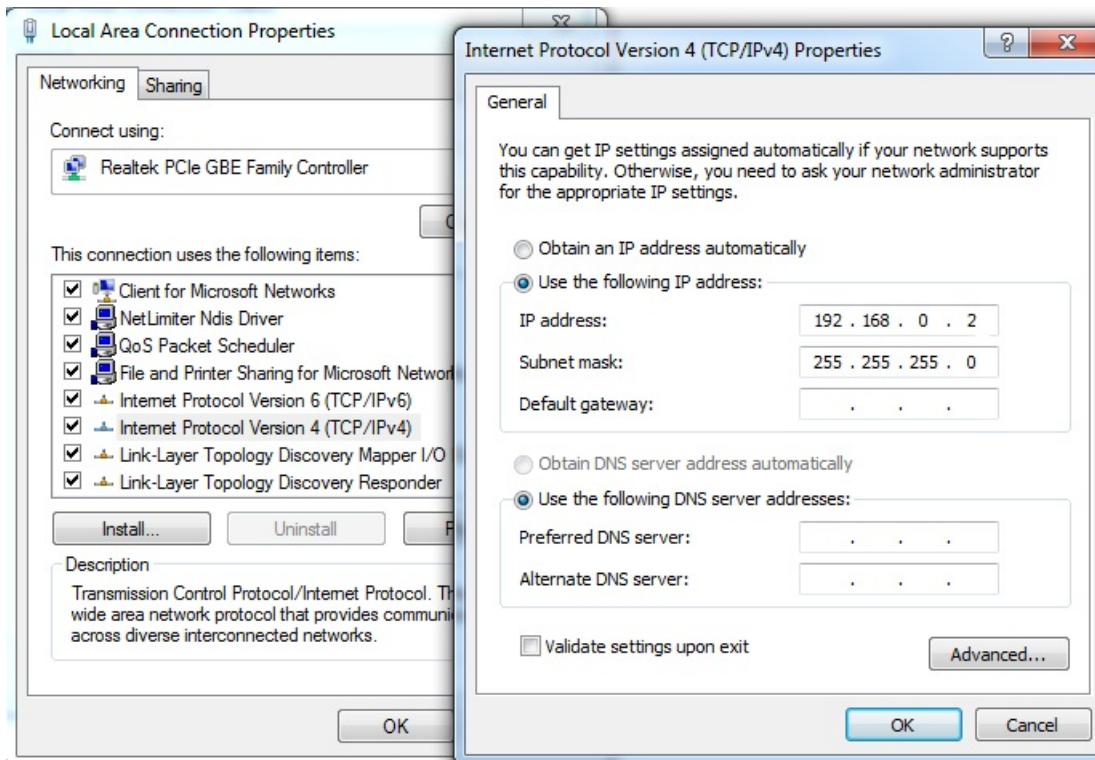 Local Area Connection Properties
Networking
Sharing
Connect using:
Realtek PCIe GBE Family Controller
This connection uses the following items:
Client for Microsoft Networks
NetLimiter Ndis Driver
QoS Packet Scheduler
File and Printer Sharing for Microsoft
Internet Protocol Version 6 (TCP/IPv6)
Internet Protocol Version 4 (TCP/IPv4)
Link-Layer Topology Discovery Mapper I/O
Link-Layer Topology Discovery Responder
Install...
Uninstall
Description
Transmission Control Protocol/Internet Protocol.
wide area network protocol that provides
across diverse interconnected networks.
OK
Internet Protocol Version 4 (TCP/IPv4) Properties
General
You can get IP settings assigned automatically if your network supports
this capability. Otherwise, you need to ask your network administrator
for the appropriate IP settings.
Obtain an IP address automatically
Use the following IP address:
IP address: 192 . 168 . 0 . 2
Subnet mask: 255 . 255 . 255 . 0
Default gateway: . . .
Obtain DNS server address automatically
Use the following DNS server addresses:
Preferred DNS server: . . .
Alternate DNS server: . . .
Validate settings upon exit
Advanced...
OK
Cancel